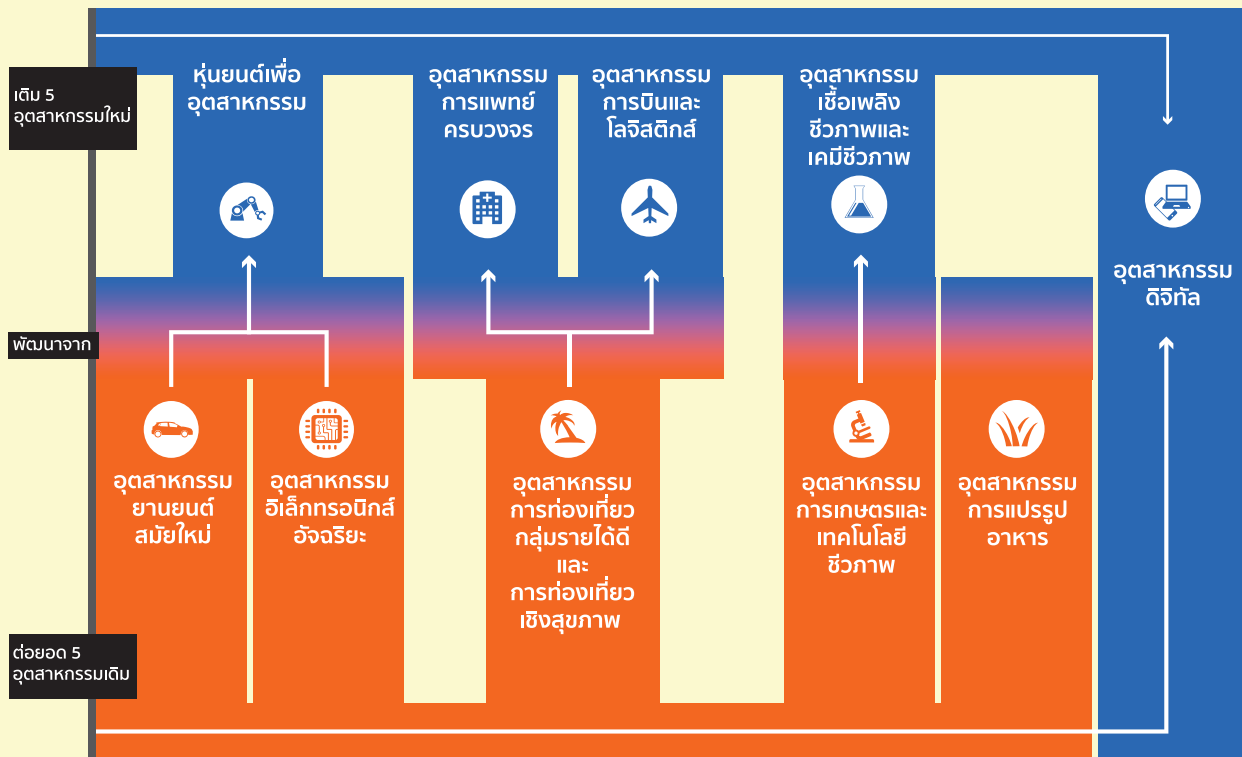 เติม 5
อุตสาหกรรมใหม่
หุ่นยนต์เพื่อ
อุตสาหกรรม
อุตสาหกรรม
การแพทย์
ครบวงจร
อุตสาหกรรม
การบินและ
โลจิสติกส์
อุตสาหกรรม
เชื้อเพลิง
ชีวภาพและ
เคมีชีวภาพ
อุตสาหกรรม
ดิจิทัล
พัฒนาจาก
อุตสาหกรรม
ยานยนต์
สมัยใหม่
อุตสาหกรรม
อิเล็กทรอนิกส์
อัจฉริยะ
อุตสาหกรรม
การท่องเที่ยว
กลุ่มรายได้ดี
และ
การท่องเที่ยว
เชิงสุขภาพ
อุตสาหกรรม
การเกษตรและ
เทคโนโลยี
ชีวภาพ
อุตสาหกรรม
การแปรรูป
อาหาร
ต่อยอด 5
อุตสาหกรรมเดิม